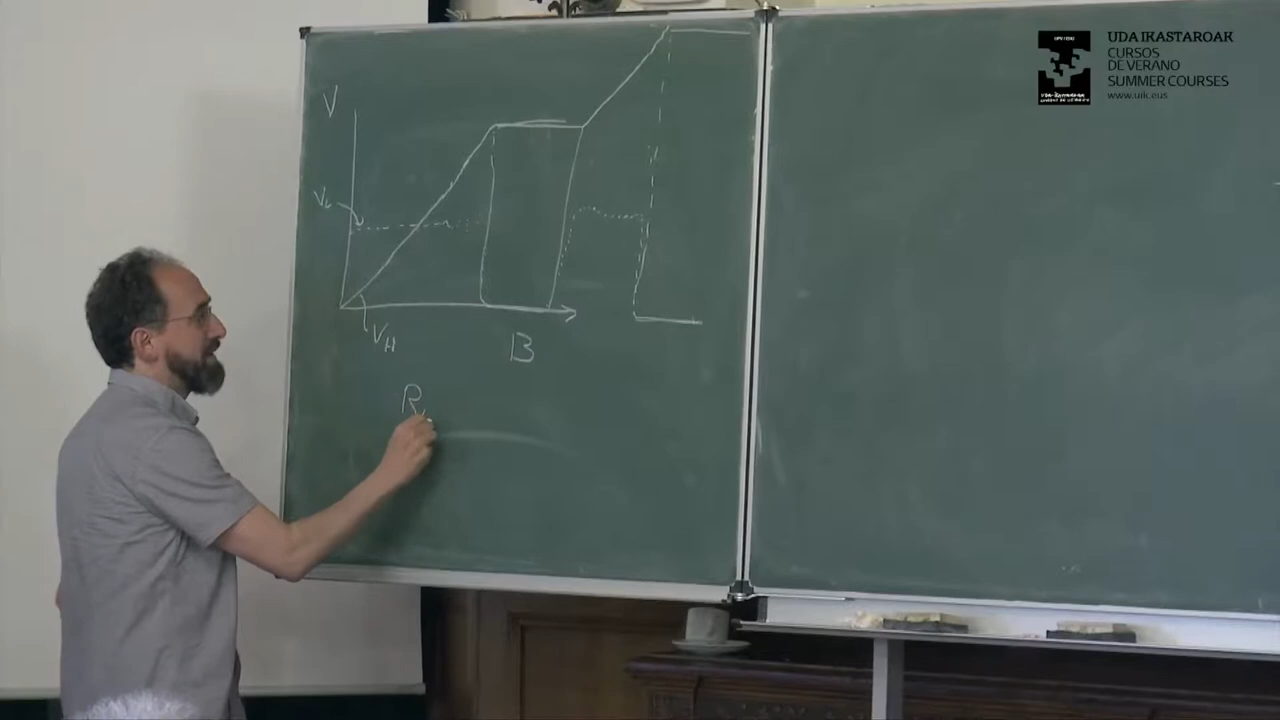 UDA IKASTAROAK
CURSOS
DE VERANO
SUMMER COURSES
www.uik.eus
V
V_L
V_H
B
R